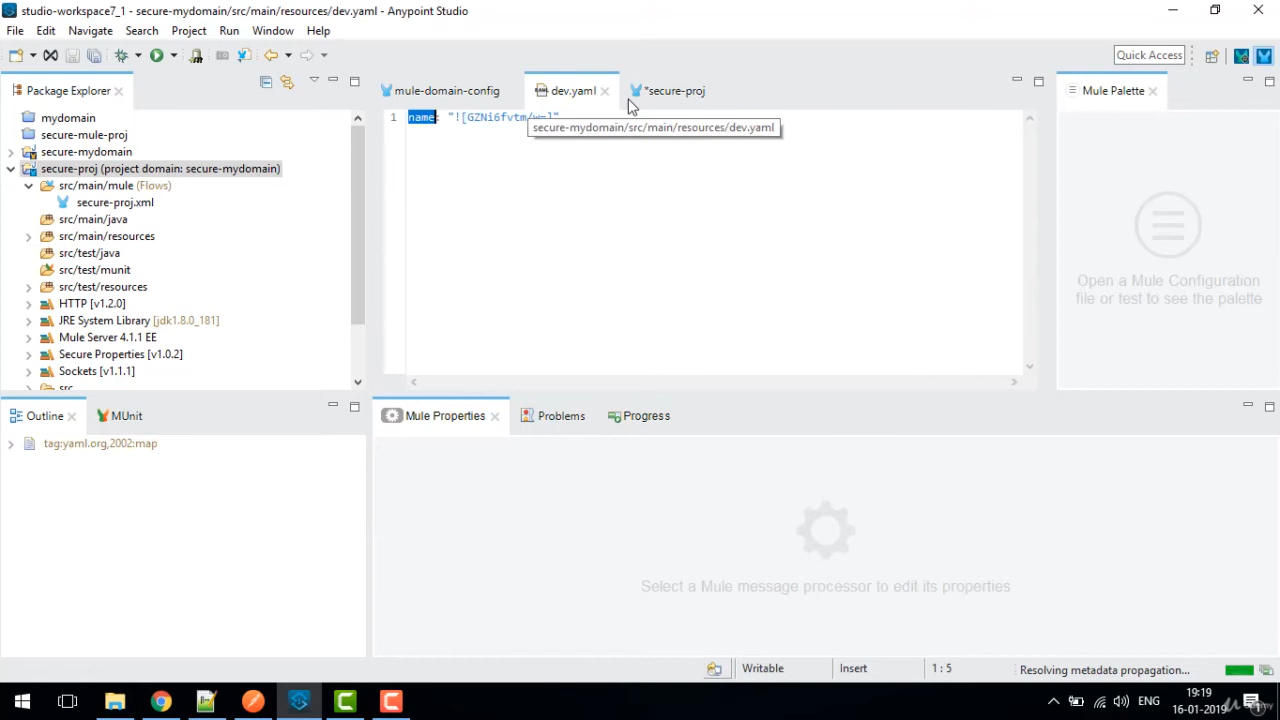 studio-workspace7_1 - secure-mydomain/src/main/resources/dev.yaml - Anypoint Studio
File Edit Navigate Search Project Run Window Help
Quick Access
Package Explorer
mydomain
secure-mule-proj
secure-mydomain
secure-proj (project domain: secure-mydomain)
src/main/mule (Flows)
secure-proj.xml
src/main/java
src/main/resources
src/test/java
src/test/munit
src/test/resources
HTTP [v1.2.0]
JRE System Library [jdk1.8.0_181]
Mule Server 4.1.1 EE
Secure Properties [v1.0.2]
Sockets [v1.1.1]
src
mule-domain-config dev.yaml *secure-proj
1 name:
secure-mydomain/src/main/resources/dev.yaml
Mule Palette
Open a Mule Configuration
file or test to see the palette
Outline MUnit
tag:yaml.org,2002:map
Mule Properties Problems Progress
Select a Mule message processor to edit its properties
Writable Insert 1 : 5 Resolving metadata propagation...
ENG
19:19
16-01-2019